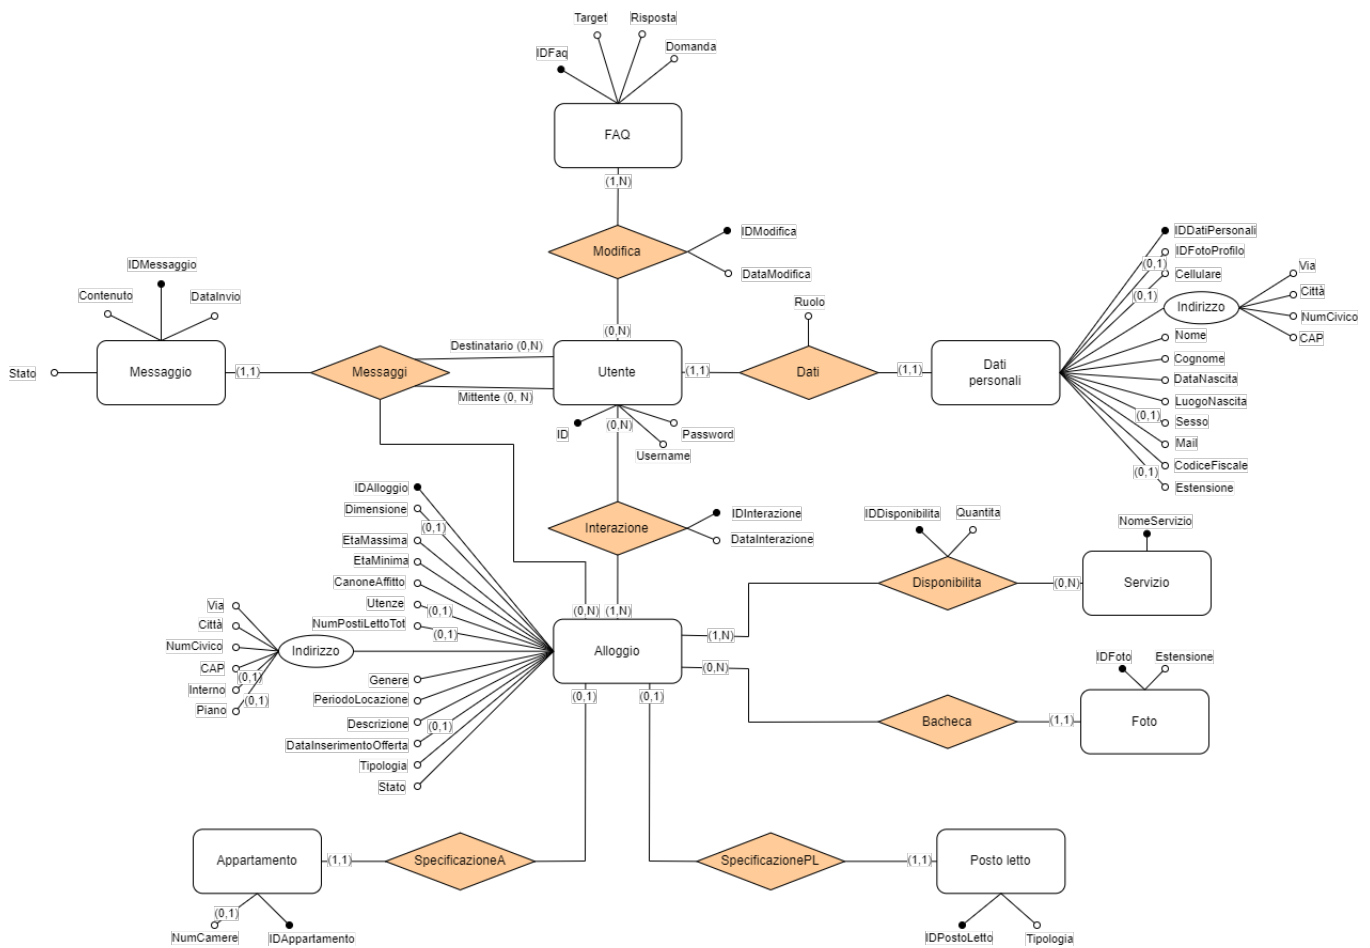 Target
Risposta
IDFaq
Domanda
FAQ
(1,N)
Modifica
IDModifica
DataModifica
(0,N)
IDMessaggio
Contenuto
DataInvio
Stato
Messaggio
(1,1)
Messaggi
Destinatario (0,N)
Mittente (0, N)
Utente
(1,1)
Ruolo
Dati
(1,1)
Dati
personali
IDDatiPersonali
(0,1)
IDFotoProfilo
Cellulare
(0,1)
Indirizzo
Via
Città
NumCivico
CAP
Nome
Cognome
DataNascita
LuogoNascita
(0,1)
Sesso
Mail
CodiceFiscale
(0,1)
Estensione
ID
(0,N)
Password
Username
Interazione
IDInterazione
DataInterazione
IDAlloggio
Dimensione
(0,1)
EtaMassima
EtaMinima
CanoneAffitto
Utenze
(0,1)
NumPostiLettoTot
(0,1)
Via
Città
NumCivico
CAP
(0,1)
Interno
(0,1)
Piano
Indirizzo
Genere
PeriodoLocazione
Descrizione
(0,1)
DataInserimentoOfferta
Tipologia
Stato
(0,N)
(1,N)
Alloggio
(1,N)
(0,N)
(0,1)
(0,1)
IDDisponibilita
Quantita
Disponibilita
(0,N)
NomeServizio
Servizio
Bacheca
(1,1)
IDFoto
Estensione
Foto
Appartamento
(1,1)
SpecificazioneA
(0,1)
NumCamere
IDAppartamento
SpecificazionePL
(1,1)
Posto letto
IDPostoLetto
Tipologia